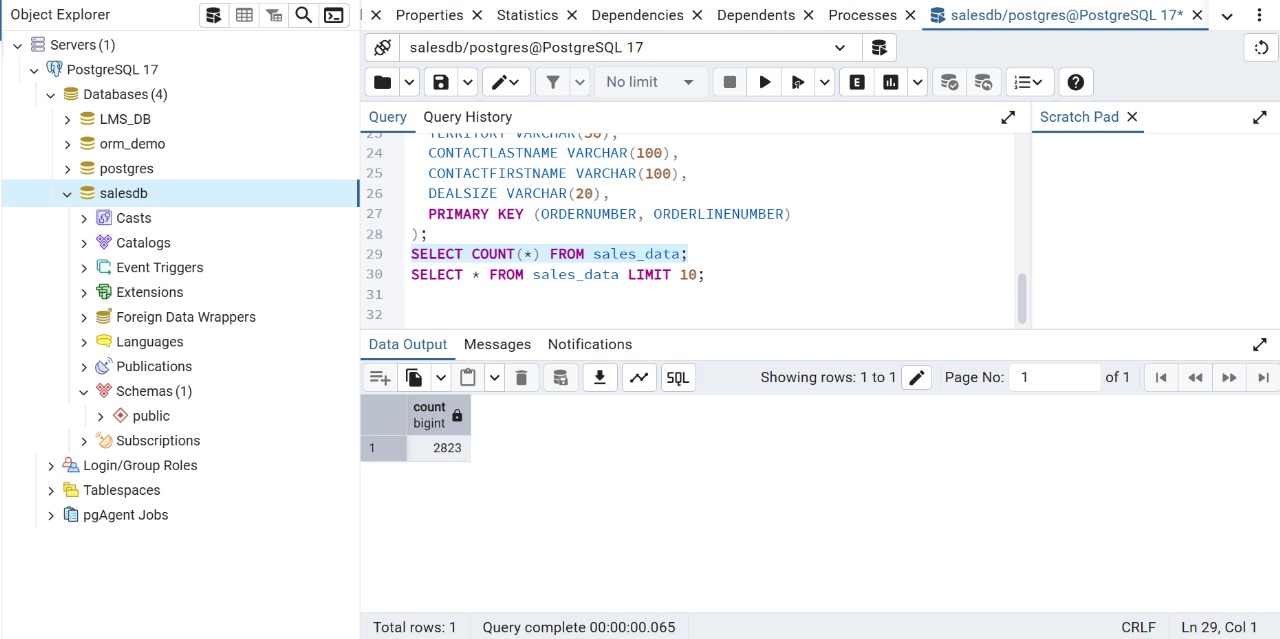 Object Explorer
Properties
Statistics
Dependencies
Dependents
Processes
salesdb/postgres@PostgreSQL 17*
Servers (1)
PostgreSQL 17
Databases (4)
LMS_DB
orm_demo
postgres
salesdb
Casts
Catalogs
Event Triggers
Extensions
Foreign Data Wrappers
Languages
Publications
Schemas (1)
public
Subscriptions
Login/Group Roles
Tablespaces
pgAgent Jobs
salesdb/postgres@PostgreSQL 17
No limit
E
Query Query History
Scratch Pad
23 TERRITORY VARCHAR(50),
24 CONTACTLASTNAME VARCHAR(100),
25 CONTACTFIRSTNAME VARCHAR(100),
26 DEALSIZE VARCHAR(20),
27 PRIMARY KEY (ORDERNUMBER, ORDERLINENUMBER)
28 );
29 SELECT COUNT(*) FROM sales_data;
30 SELECT * FROM sales_data LIMIT 10;
31
32
Data Output Messages Notifications
SQL Showing rows: 1 to 1 Page No: 1 of 1
count
bigint
1 2823
Total rows: 1 Query complete 00:00:00.065 CRLF Ln 29, Col 1